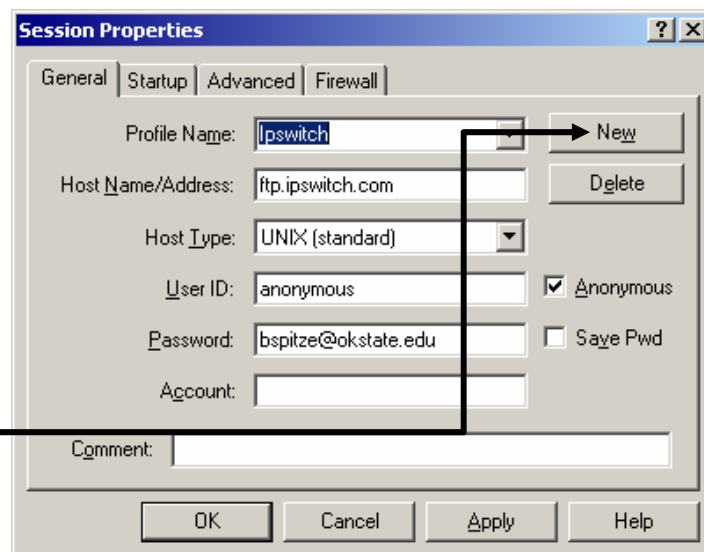 Session Properties
General Startup Advanced Firewall
Profile Name: Ipswitch New
Host Name/Address: ftp.ipswitch.com Delete
Host Type: UNIX (standard)
User ID: anonymous Anonymous
Password: bspitze@okstate.edu Save Pwd
Account:
Comment:
OK Cancel Apply Help